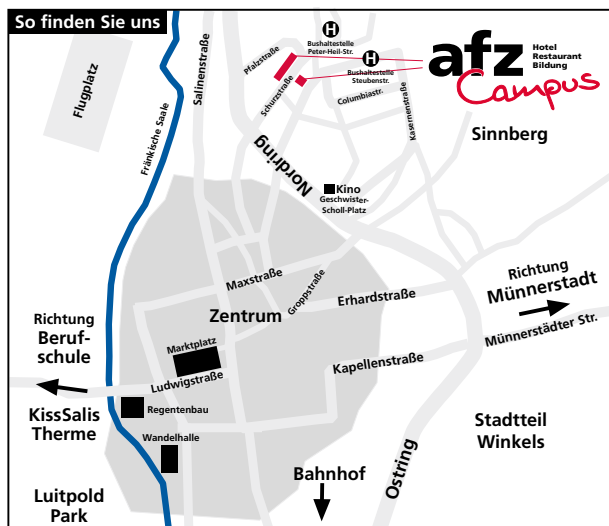 So finden Sie uns
H
Bushaltestelle
Peter-Heil-Str.
H
Bushaltestelle
Steubenstr.
afz
Hotel
Restaurant
Bildung
Campus
Flugplatz
Fränkische Saale
Salinenstraße
Pfalzstraße
Schurzstraße
Columbiastr.
Kasernenstraße
Sinnberg
Nordring
Kino
Geschwister-
Scholl-Platz
Maxstraße
Groppstraße
Erhardstraße
Richtung
Münnerstadt
Münnerstädter Str.
Zentrum
Richtung
Beruf-
schule
Marktplatz
Ludwigstraße
Kapellenstraße
KissSalis
Therme
Regentenbau
Wandelhalle
Stadtteil
Winkels
Ostring
Bahnhof
Luitpold
Park